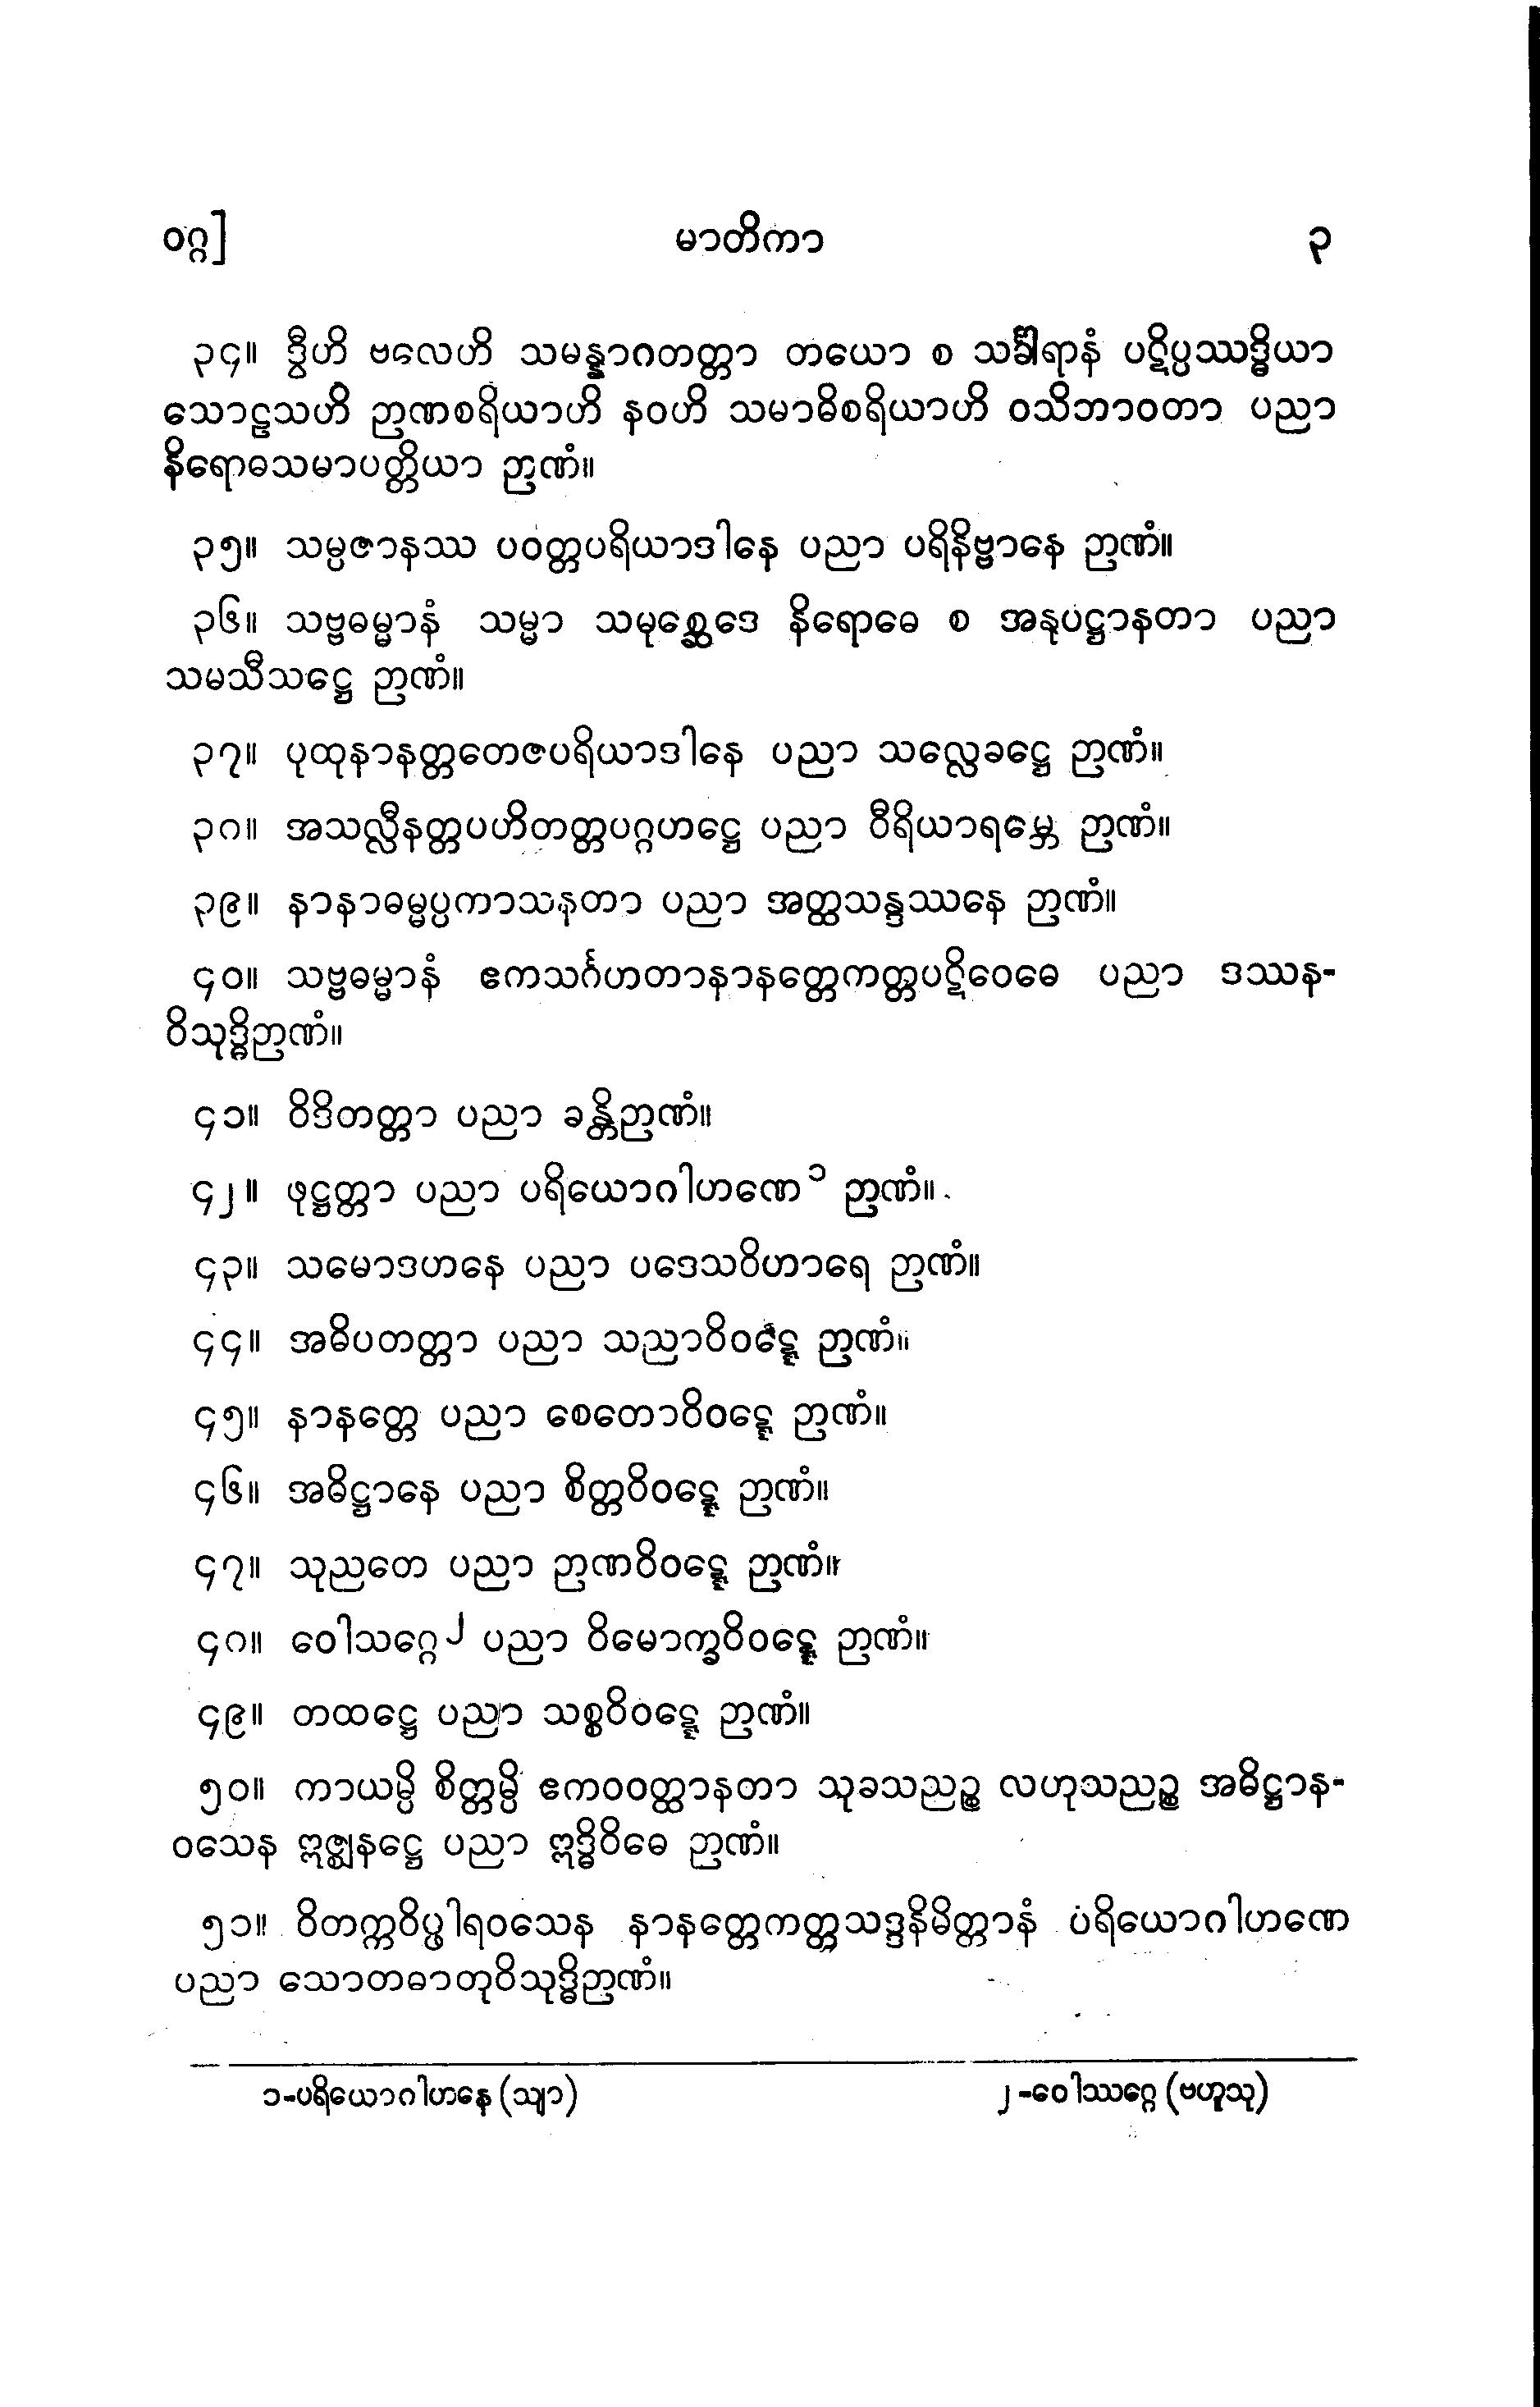 ဝဂ္ဂ] မာတိကာ ၃
၃၄။ ဒွီဟိ ဗလေဟိ သမန္နာဂတတ္တာ တယော စ သင်္ခါရာနံ ပဋိပ္ပဿဒ္ဓိယာ
သောဠသဟိ ဉာဏစရိယာဟိ နဝဟိ သမာဓိစရိယာဟိ ဝသိဘာဝတာ ပညာ
နိရောဓသမာပတ္တိယာ ဉာဏံ။
၃၅။ သမ္ပဇာနဿ ပဝတ္တပရိယာဒါနေ ပညာ ပရိနိဗ္ဗာနေ ဉာဏံ။
၃၆။ သဗ္ဗဓမ္မာနံ သမ္မာ သမုစ္ဆေဒေ နိရောဓေ စ အနုပဋ္ဌာနတာ ပညာ
သမသီသဋ္ဌေ ဉာဏံ။
၃၇။ ပုထုနာနတ္တတေဇပရိယာဒါနေ ပညာ သလ္လေခဋ္ဌေ ဉာဏံ။
၃၈။ အသလ္လီနတ္တပဟိတတ္တပဂ္ဂဟဋ္ဌေ ပညာ ဝီရိယာရမ္ဘေ ဉာဏံ။
၃၉။ နာနာဓမ္မပ္ပကာသနတာ ပညာ အတ္ထသန္ဒဿနေ ဉာဏံ။
၄၀။ သဗ္ဗဓမ္မာနံ ဧကသင်္ဂဟတာနာနတ္တေကတ္တပဋိဝေဓေ ပညာ ဒဿန-
ဝိသုဒ္ဓိဉာဏံ။
၄၁။ ဝိဒိတတ္တာ ပညာ ခန္တိဉာဏံ။
၄၂။ ဖုဋ္ဌတ္တာ ပညာ ပရိယောဂါဟဏေ၁ ဉာဏံ။
၄၃။ သမောဒဟနေ ပညာ ပဒေသဝိဟာရေ ဉာဏံ။
၄၄။ အဓိပတတ္တာ ပညာ သညာဝိဝဋ္ဋေ ဉာဏံ။
၄၅။ နာနတ္တေ ပညာ စေတောဝိဝဋ္ဋေ ဉာဏံ။
၄၆။ အဓိဋ္ဌာနေ ပညာ စိတ္တဝိဝဋ္ဋေ ဉာဏံ။
၄၇။ သုညတေ ပညာ ဉာဏဝိဝဋ္ဋေ ဉာဏံ။
၄၈။ ဝေါသဂ္ဂေ၂ ပညာ ဝိမောက္ခဝိဝဋ္ဋေ ဉာဏံ။
၄၉။ တထဋ္ဌေ ပညာ သစ္စဝိဝဋ္ဋေ ဉာဏံ။
၅၀။ ကာယမ္ပိ စိတ္တမ္ပိ ဧကဝဝတ္ထာနတာ သုခသညဉ္စ လဟုသညဉ္စ အဓိဋ္ဌာန-
ဝသေန ဣဇ္ဈနဋ္ဌေ ပညာ ဣဒ္ဓိဝိဓေ ဉာဏံ။
၅၁။ ဝိတက္ကဝိပ္ဖါရဝသေန နာနတ္တေကတ္တသဒ္ဒနိမိတ္တာနံ ပရိယောဂါဟဏေ
ပညာ သောတဓာတုဝိသုဒ္ဓိဉာဏံ။
၁-ပရိယောဂါဟနေ (သျာ) ၂-ဝေါဿဂ္ဂေ (ဗဟူသု)